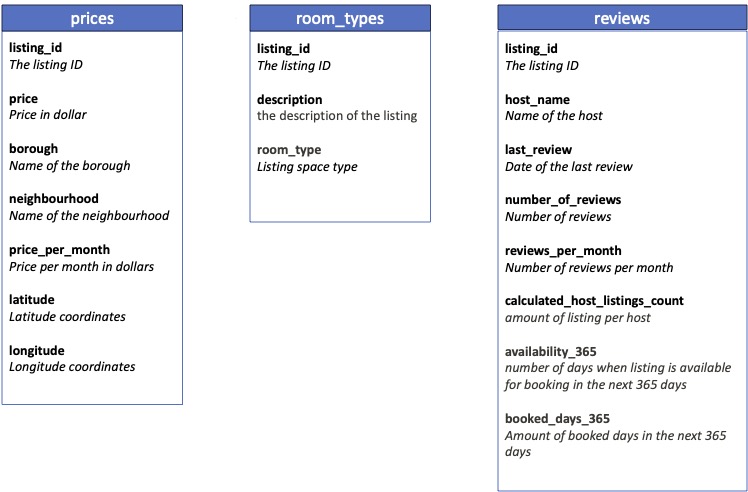 prices
listing_id
The listing ID
price
Price in dollar
borough
Name of the borough
neighbourhood
Name of the neighbourhood
price_per_month
Price per month in dollars
latitude
Latitude coordinates
longitude
Longitude coordinates
room_types
listing_id
The listing ID
description
the description of the listing
room_type
Listing space type
reviews
listing_id
The listing ID
host_name
Name of the host
last_review
Date of the last review
number_of_reviews
Number of reviews
reviews_per_month
Number of reviews per month
calculated_host_listings_count
amount of listing per host
availability_365
number of days when listing is available
for booking in the next 365 days
booked_days_365
Amount of booked days in the next 365
days